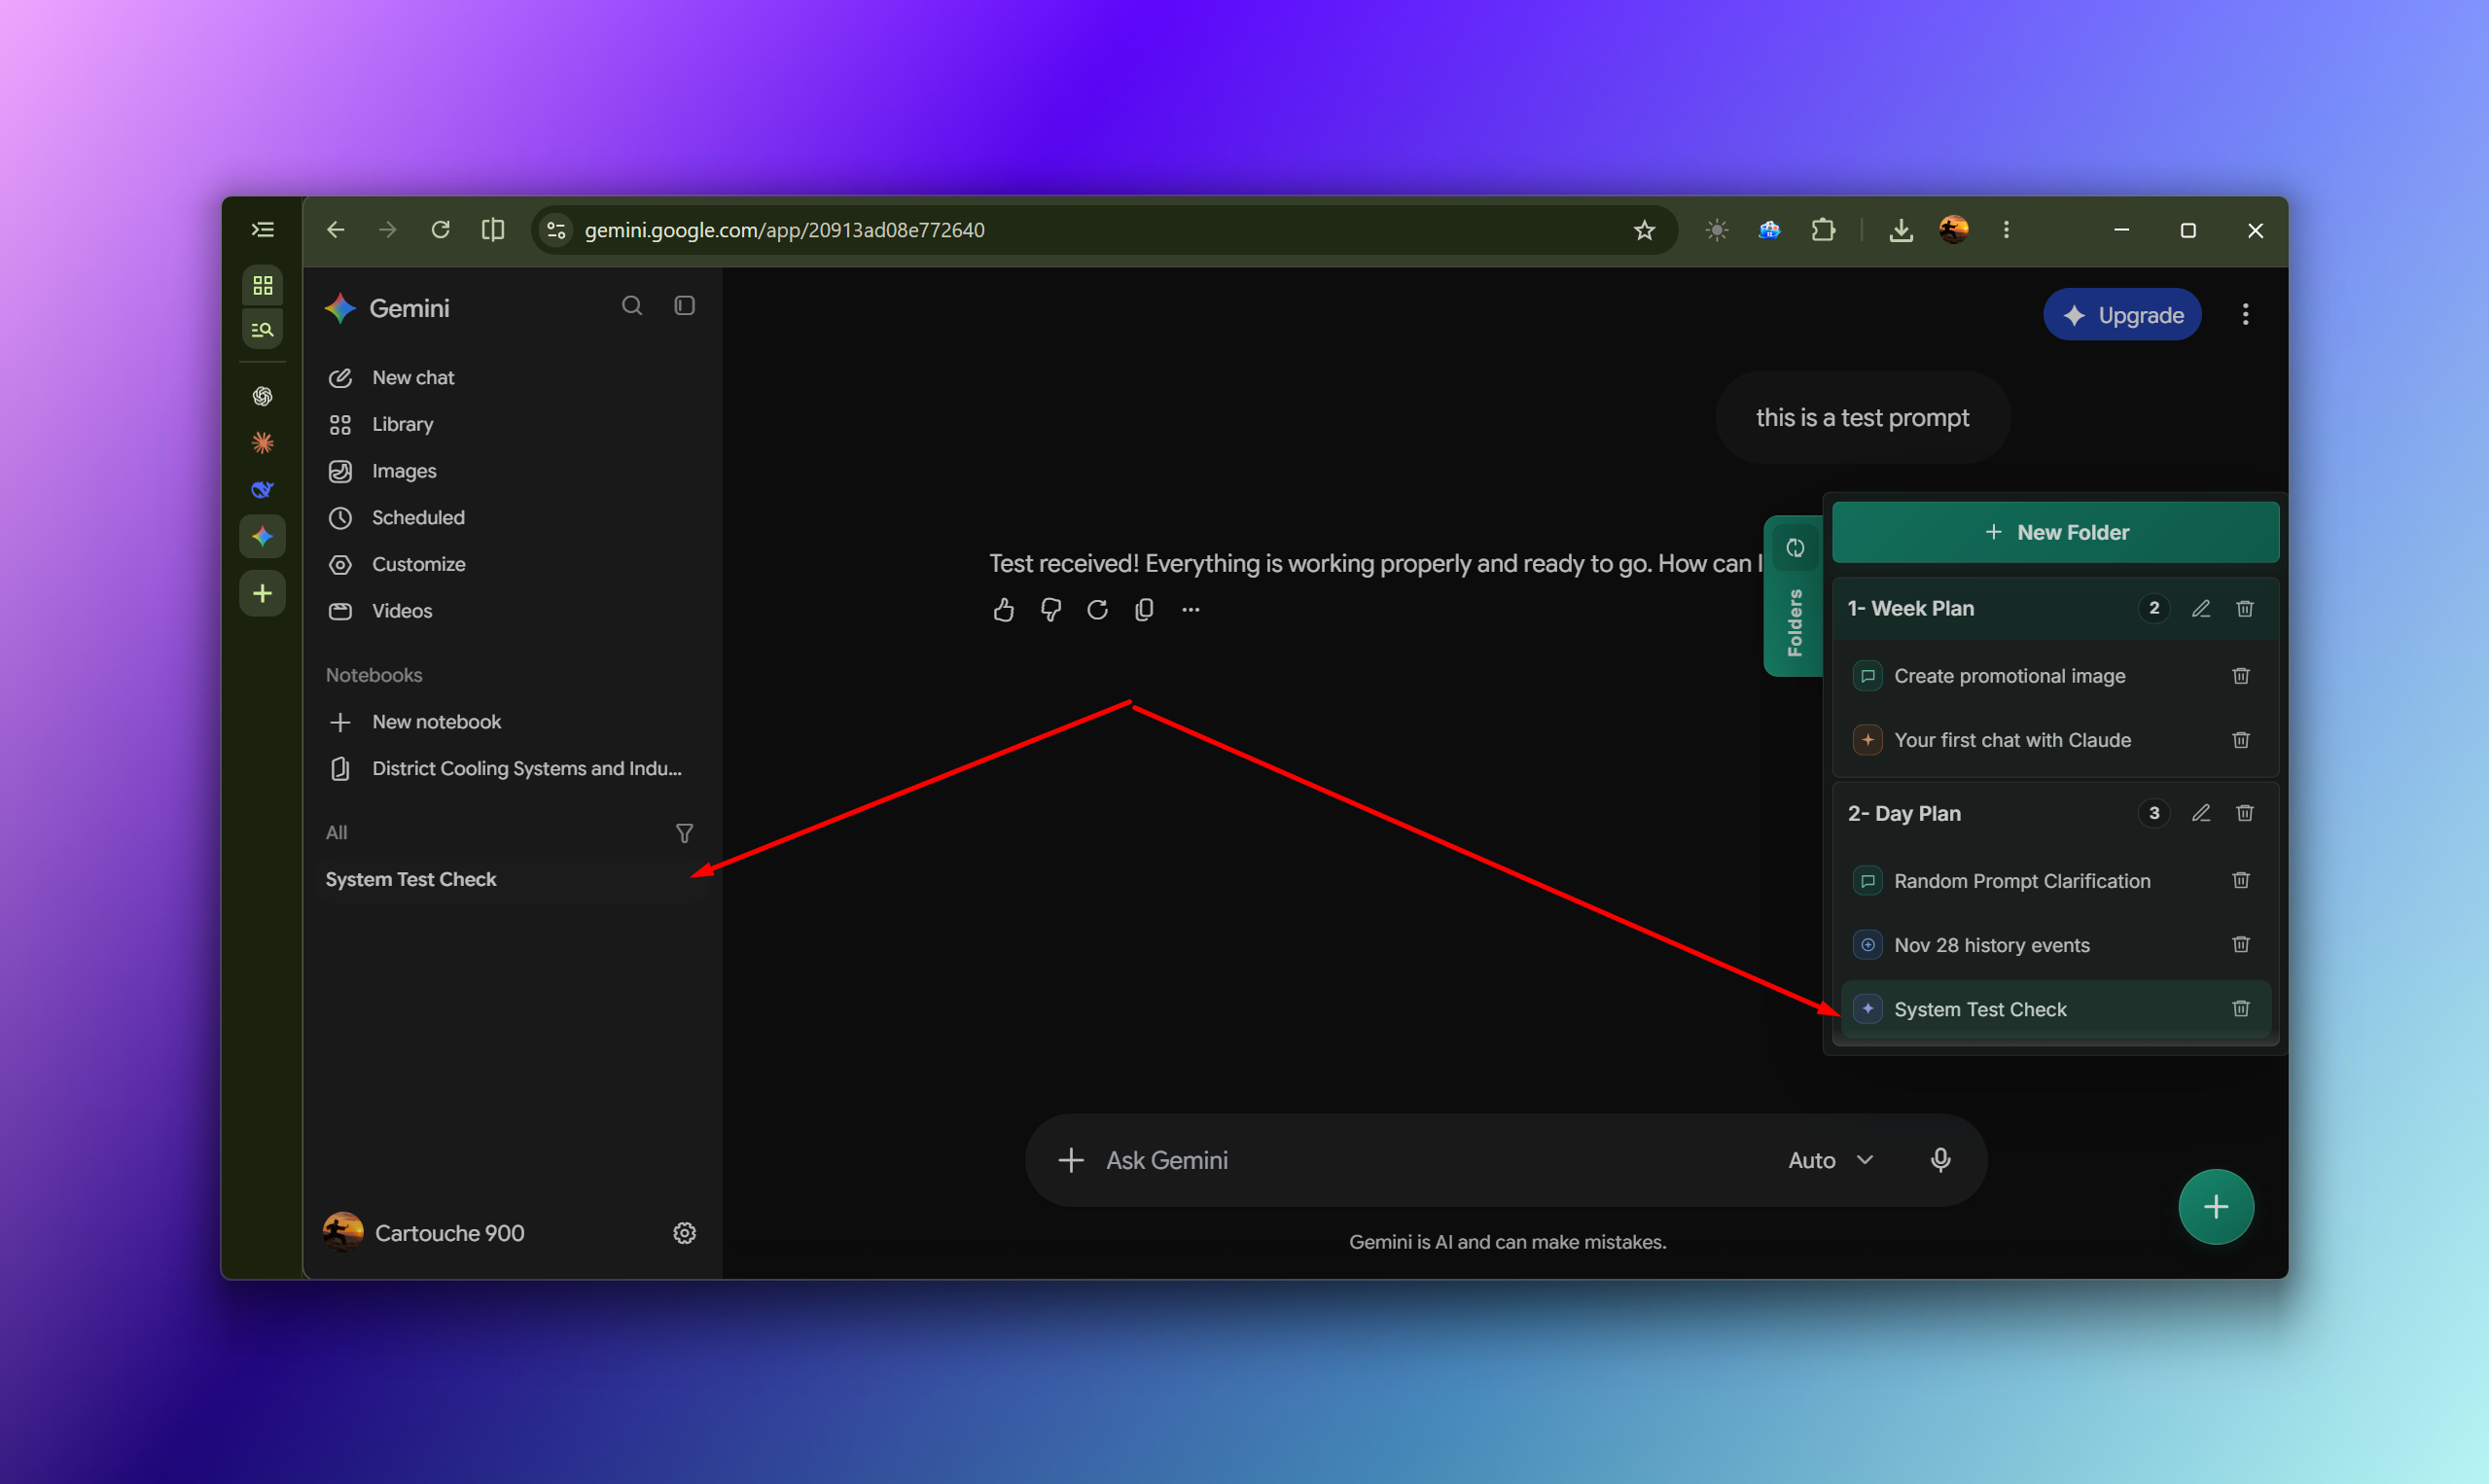 gemini.google.com/app/20913ad08e772640
Gemini
Upgrade
New chat
Library
Images
Scheduled
Customize
Videos
Notebooks
New notebook
District Cooling Systems and Indu...
All
System Test Check
Cartouche 900
this is a test prompt
Test received! Everything is working properly and ready to go. How can I
Folders
New Folder
1- Week Plan 2
Create promotional image
Your first chat with Claude
2- Day Plan 3
Random Prompt Clarification
Nov 28 history events
System Test Check
Ask Gemini
Auto
Gemini is AI and can make mistakes.